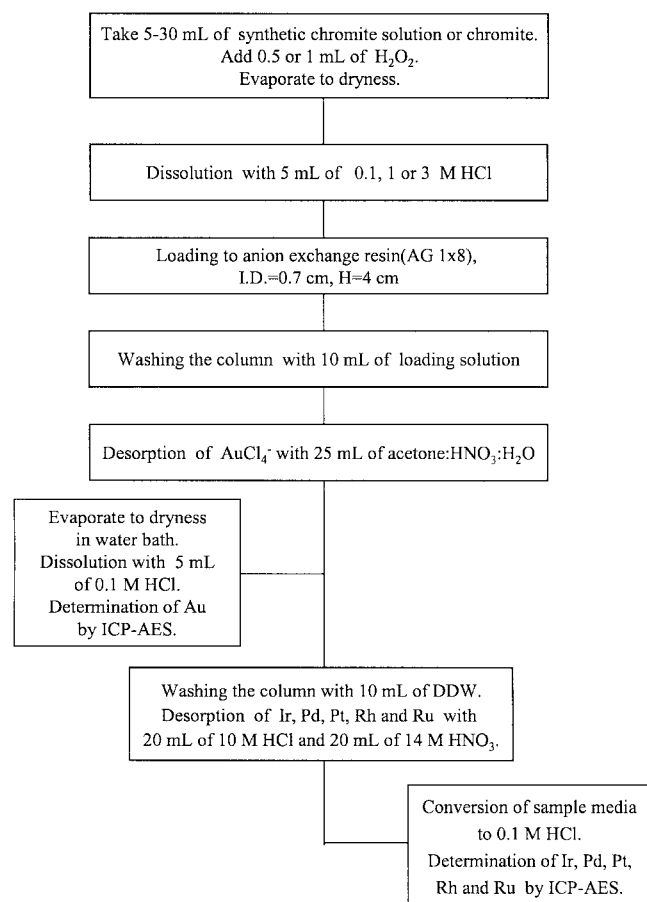 Take 5-30 mL of synthetic chromite solution or chromite.
Add 0.5 or 1 mL of H₂O₂.
Evaporate to dryness.
Dissolution with 5 mL of 0.1, 1 or 3 M HCl
Loading to anion exchange resin(AG 1x8),
I.D.=0.7 cm, H=4 cm
Washing the column with 10 mL of loading solution
Desorption of AuCl₄⁻ with 25 mL of acetone:HNO₃:H₂O
Evaporate to dryness
in water bath.
Dissolution with 5 mL
of 0.1 M HCl.
Determination of Au
by ICP-AES.
Washing the column with 10 mL of DDW.
Desorption of Ir, Pd, Pt, Rh and Ru with
20 mL of 10 M HCl and 20 mL of 14 M HNO₃.
Conversion of sample media
to 0.1 M HCl.
Determination of Ir, Pd, Pt,
Rh and Ru by ICP-AES.